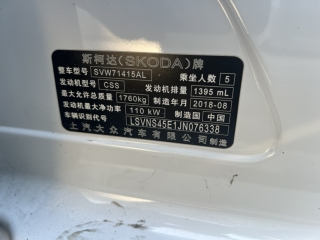 斯柯达(SKODA)牌
整车型号 SVW71415AL 乘坐人数 5
发动机型号 CSS 发动机排量 1395 mL
最大允许总质量 1760kg 制造年月 2018-08
发动机最大净功率 110 kW 制造国 中国
车辆识别代号 LSVNS45E1JN076338
上汽大众汽车有限公司制造